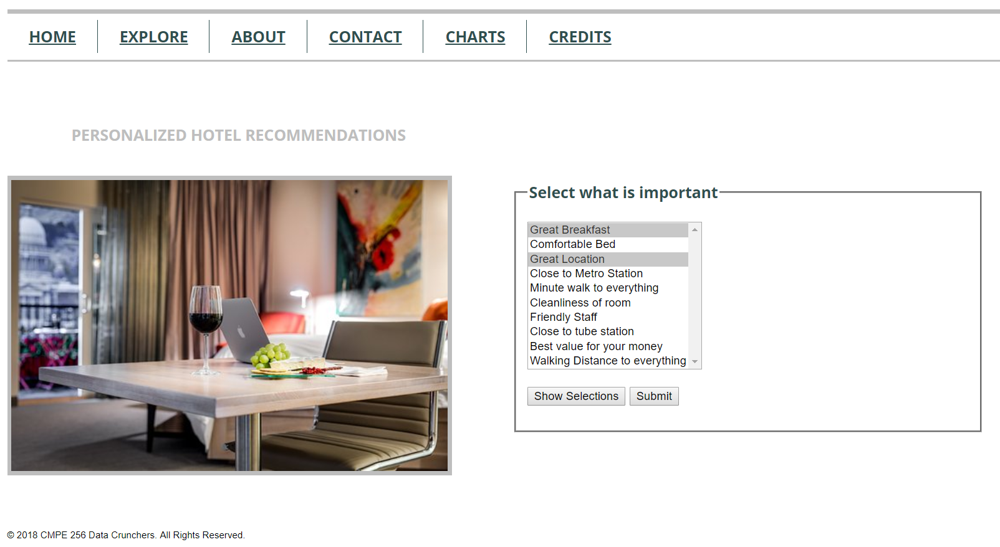 HOME EXPLORE ABOUT CONTACT CHARTS CREDITS
PERSONALIZED HOTEL RECOMMENDATIONS
Select what is important
Great Breakfast
Comfortable Bed
Great Location
Close to Metro Station
Minute walk to everything
Cleanliness of room
Friendly Staff
Close to tube station
Best value for your money
Walking Distance to everything
Show Selections Submit
© 2018 CMPE 256 Data Crunchers. All Rights Reserved.